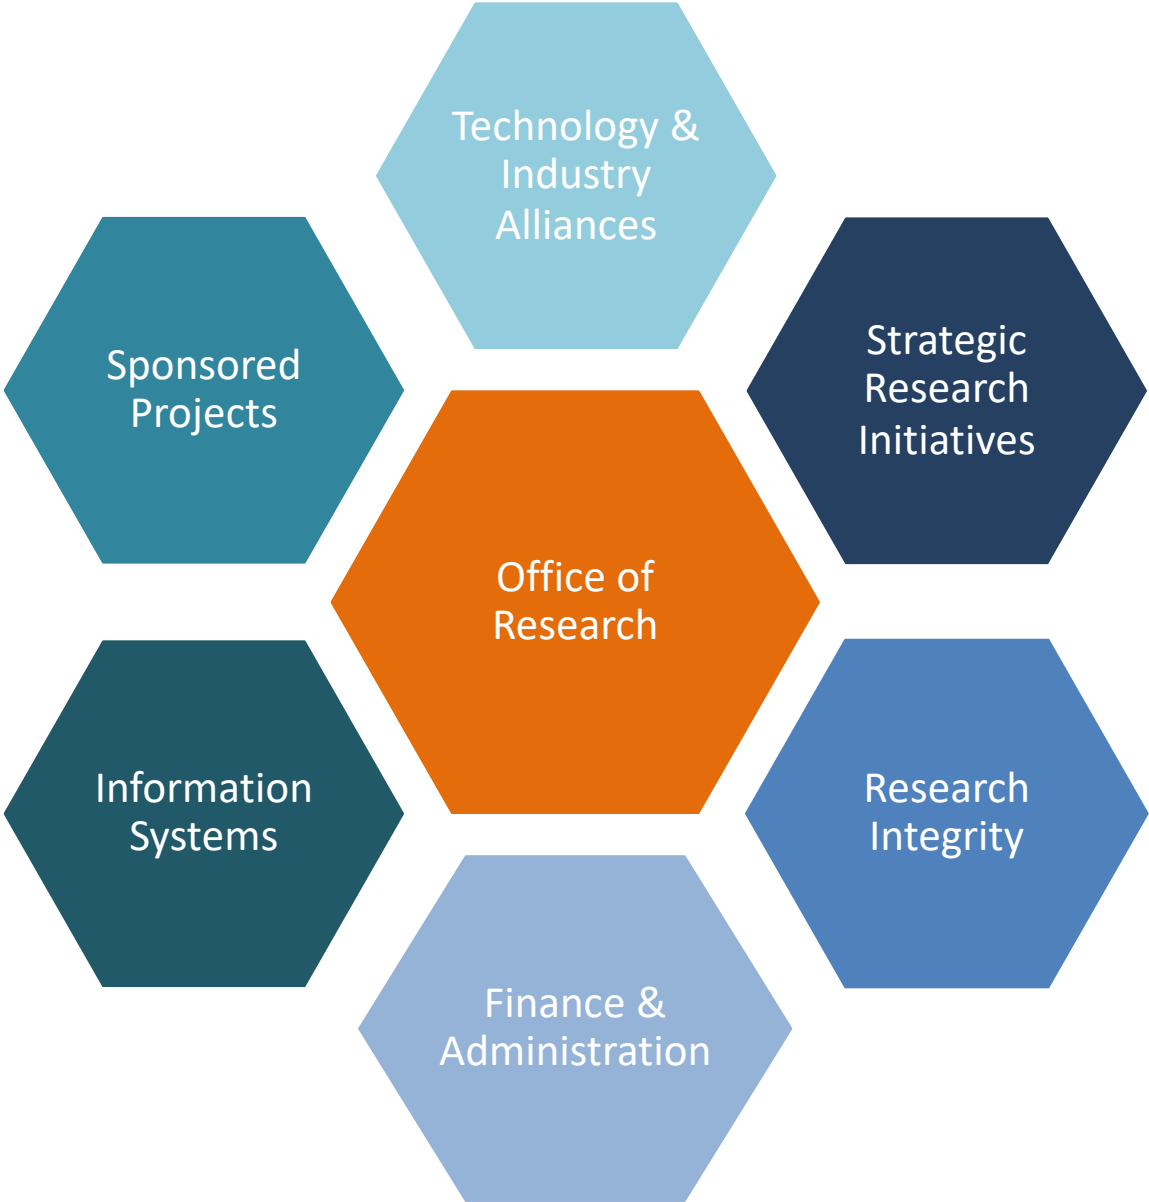 Technology &
Industry
Alliances
Strategic
Research
Initiatives
Sponsored
Projects
Office of
Research
Information
Systems
Research
Integrity
Finance &
Administration